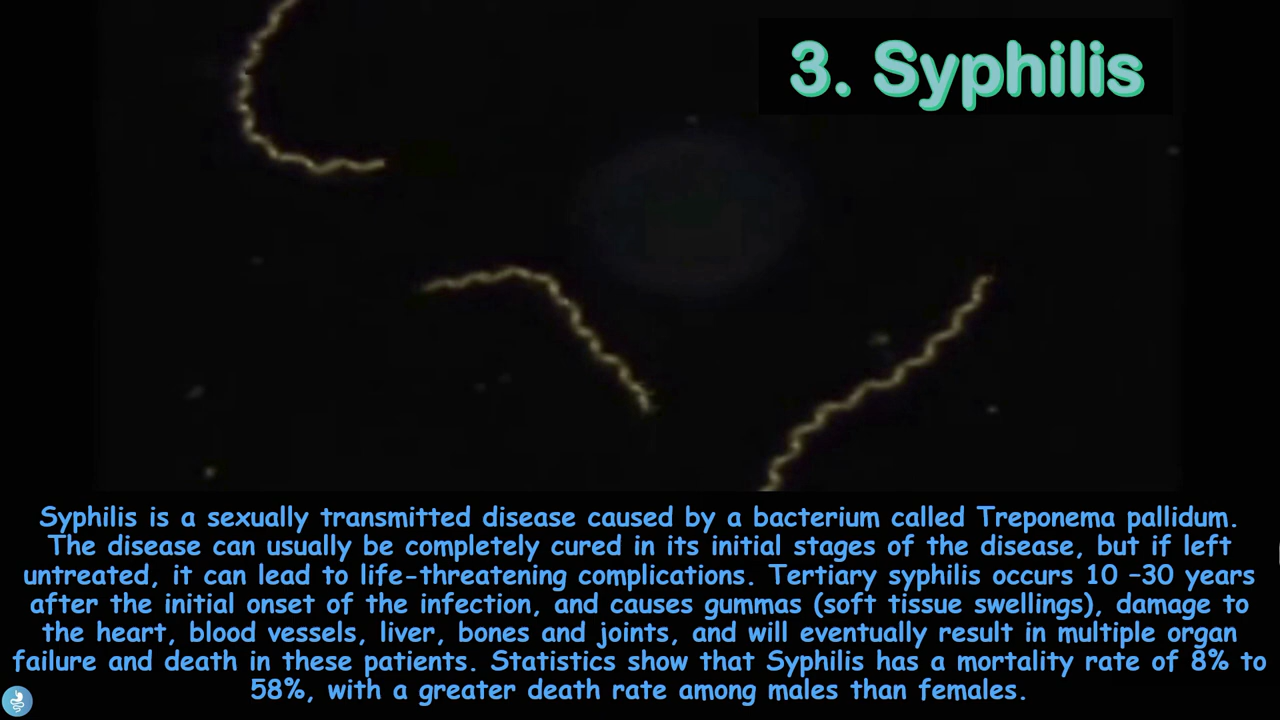 3. Syphilis
Syphilis is a sexually transmitted disease caused by a bacterium called Treponema pallidum.
The disease can usually be completely cured in its initial stages of the disease, but if left
untreated, it can lead to life-threatening complications. Tertiary syphilis occurs 10 –30 years
after the initial onset of the infection, and causes gummas (soft tissue swellings), damage to
the heart, blood vessels, liver, bones and joints, and will eventually result in multiple organ
failure and death in these patients. Statistics show that Syphilis has a mortality rate of 8% to
58%, with a greater death rate among males than females.